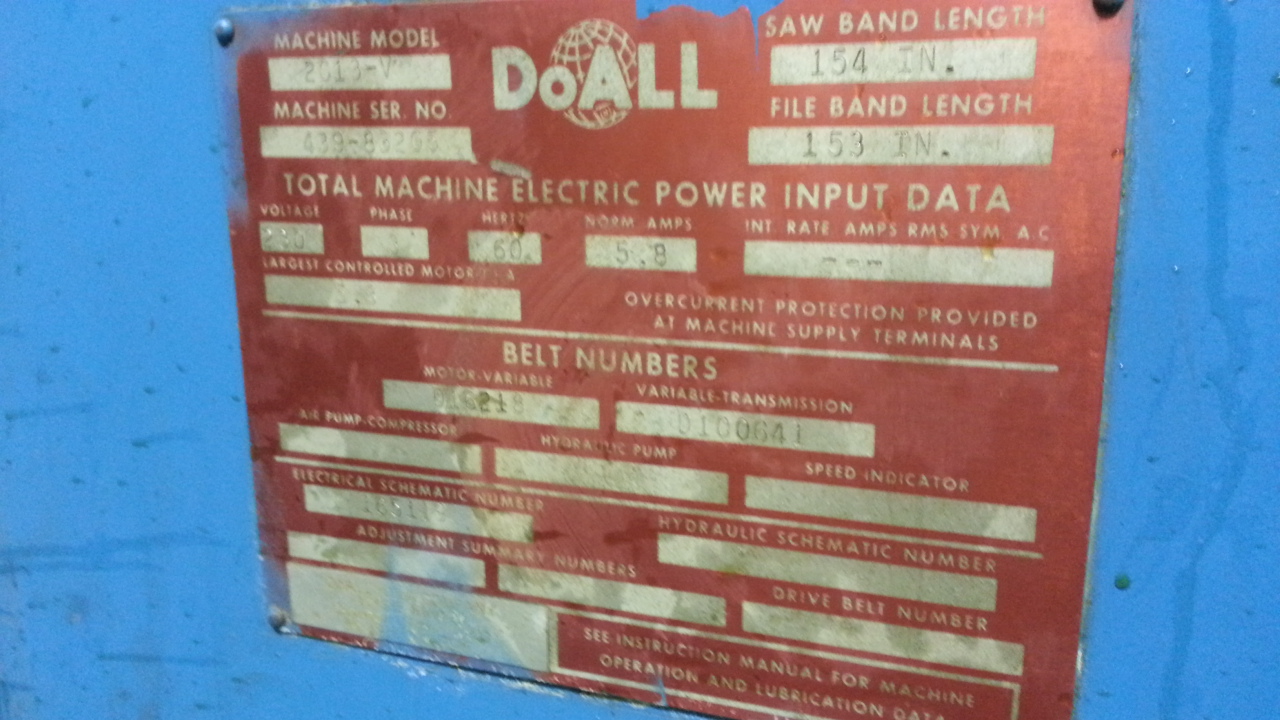 MACHINE MODEL
2013-V
DOALL
SAW BAND LENGTH
154 IN.
MACHINE SER. NO.
FILE BAND LENGTH
153 IN.
TOTAL MACHINE ELECTRIC POWER INPUT DATA
VOLTAGE PHASE HERTZ NORM. AMPS INT. RATE AMPS RMS SYM. A.C.
60 5.8 ---
LARGEST CONTROLLED MOTOR
OVERCURRENT PROTECTION PROVIDED
AT MACHINE SUPPLY TERMINALS
BELT NUMBERS
MOTOR-VARIABLE VARIABLE-TRANSMISSION
D100641
AIR PUMP-COMPRESSOR HYDRAULIC PUMP SPEED INDICATOR
ELECTRICAL SCHEMATIC NUMBER HYDRAULIC SCHEMATIC NUMBER
ADJUSTMENT SUMMARY NUMBERS DRIVE BELT NUMBER
SEE INSTRUCTION MANUAL FOR MACHINE
OPERATION AND LUBRICATION DATA